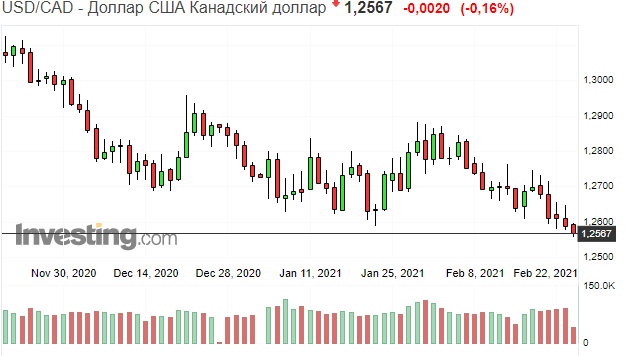 USD/CAD - Доллар США Канадский доллар 1,2567 -0,0020 (-0,16%)
1,3000
1,2900
1,2800
1,2700
1,2600
1,2567
1,2500
Investing.com
Nov 30, 2020 Dec 14, 2020 Dec 28, 2020 Jan 11, 2021 Jan 25, 2021 Feb 8, 2021 Feb 22, 2021
150.0K
0